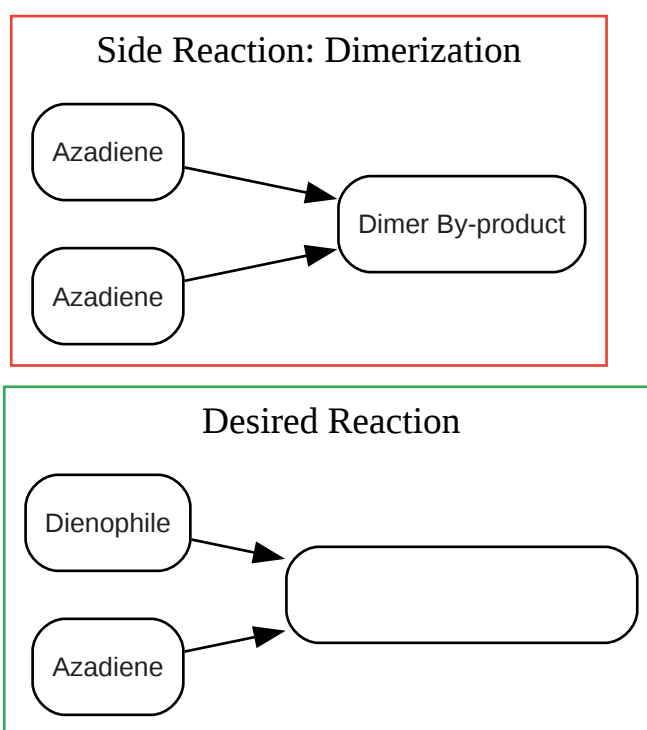 Side Reaction: Dimerization
Azadiene
Dimer By-product
Azadiene
Desired Reaction
Dienophile
Azadiene